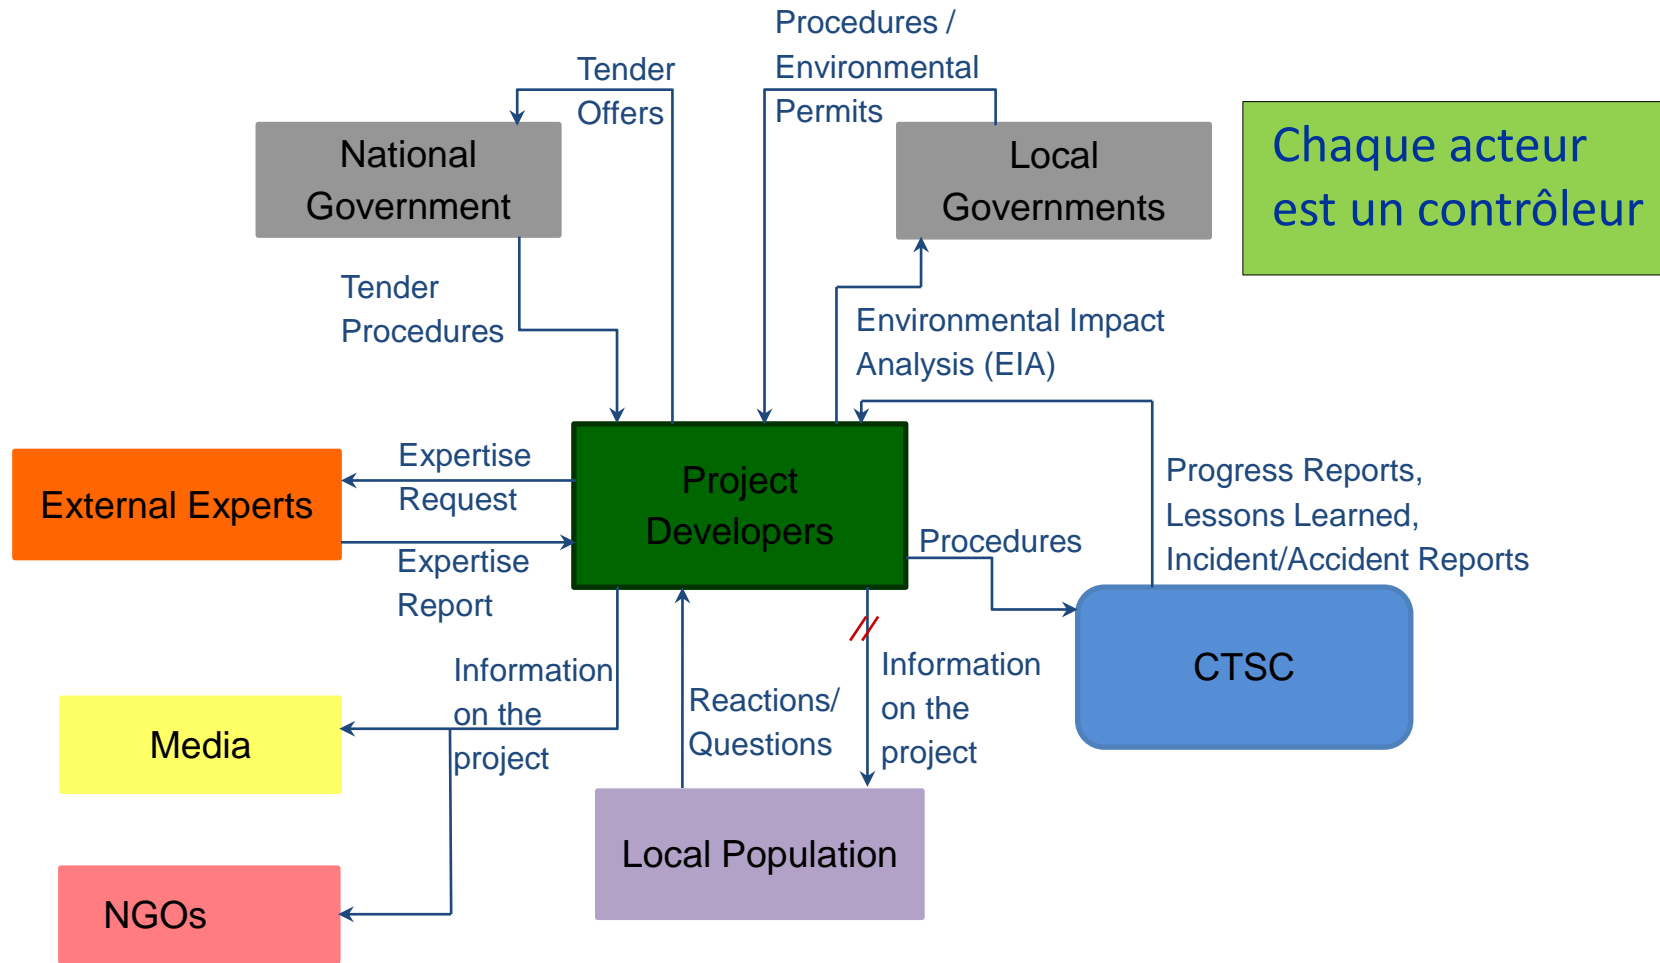 Procedures /
Environmental
Permits
Tender
Offers
National
Government
Local
Governments
Chaque acteur
est un contrôleur
Tender
Procedures
Environmental Impact
Analysis (EIA)
Expertise
Request
External Experts
Project
Developers
Expertise
Report
Procedures
Progress Reports,
Lessons Learned,
Incident/Accident Reports
CTSC
Information
on the
project
Reactions/
Questions
Information
on the
project
Media
Local Population
NGOs